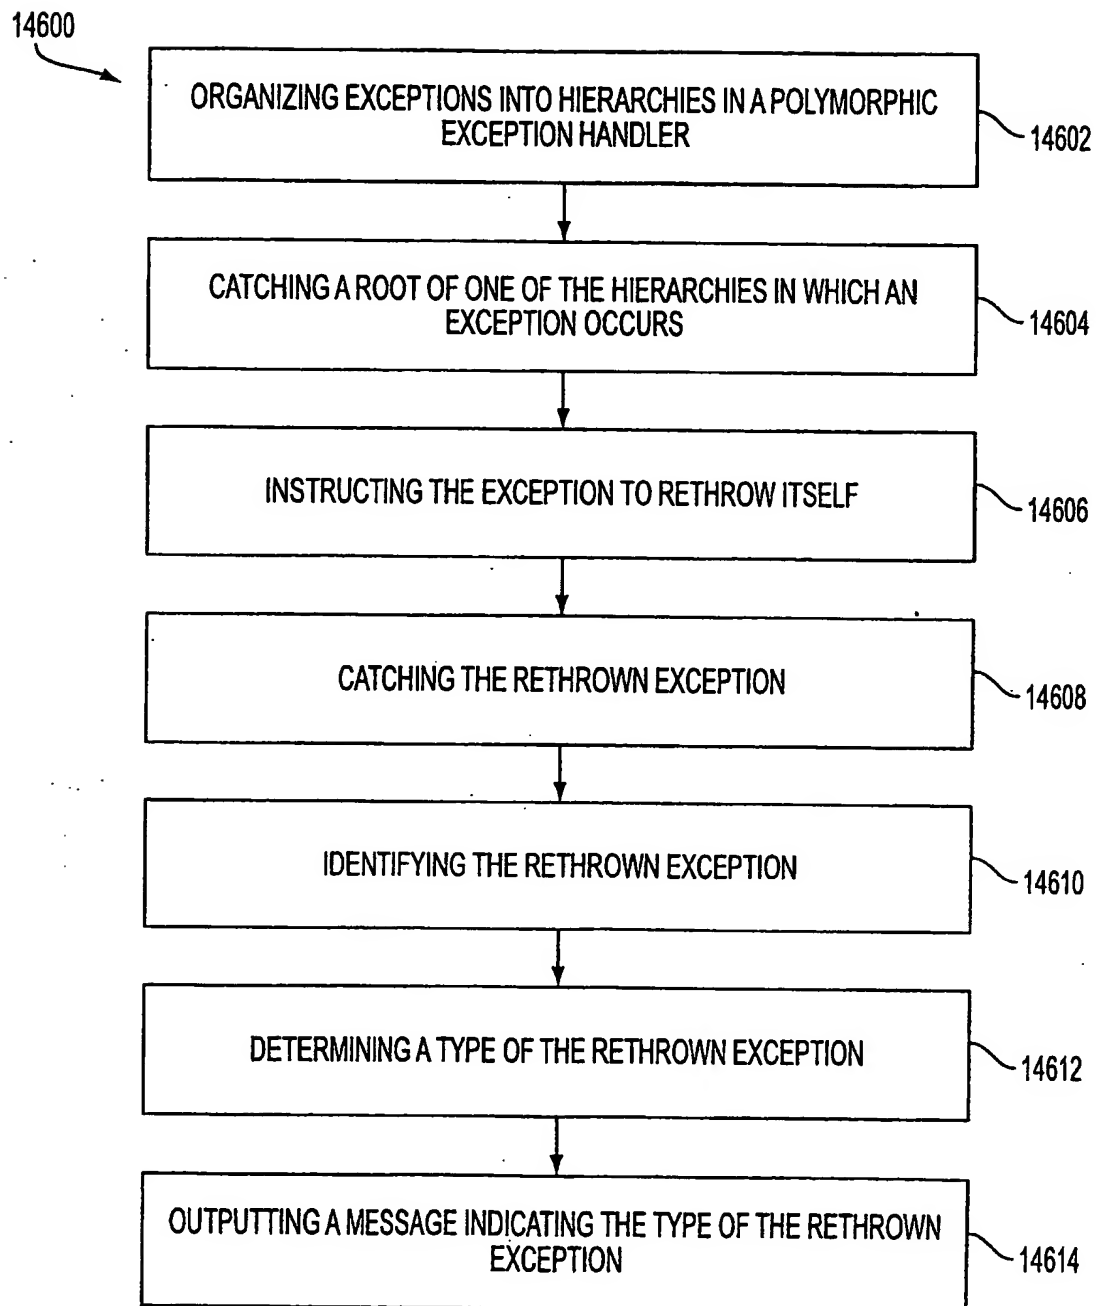 14600
ORGANIZING EXCEPTIONS INTO HIERARCHIES IN A POLYMORPHIC
EXCEPTION HANDLER
14602
CATCHING A ROOT OF ONE OF THE HIERARCHIES IN WHICH AN
EXCEPTION OCCURS
14604
INSTRUCTING THE EXCEPTION TO RETHROW ITSELF
14606
CATCHING THE RETHROWN EXCEPTION
14608
IDENTIFYING THE RETHROWN EXCEPTION
14610
DETERMINING A TYPE OF THE RETHROWN EXCEPTION
14612
OUTPUTTING A MESSAGE INDICATING THE TYPE OF THE RETHROWN
EXCEPTION
14614